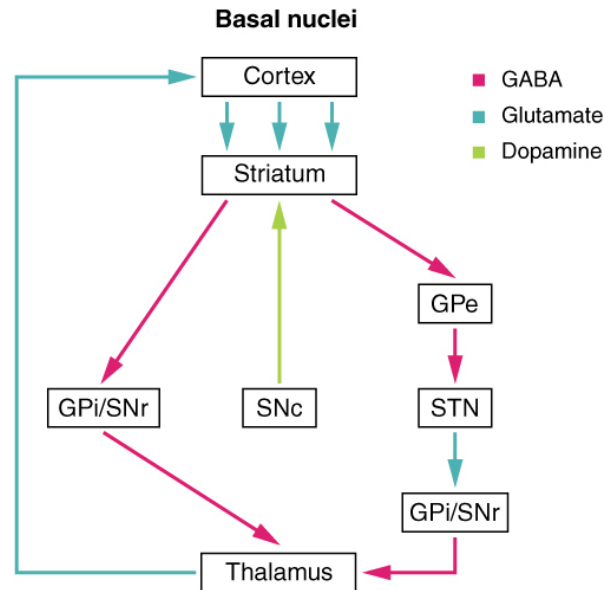 Basal nuclei
Cortex
GABA
Glutamate
Dopamine
Striatum
GPe
GPi/SNr
SNc
STN
GPi/SNr
Thalamus